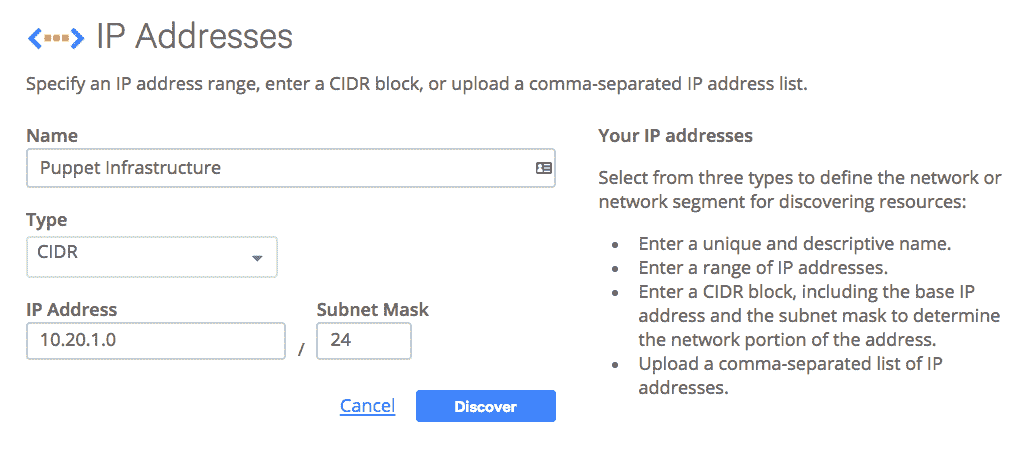 IP Addresses
Specify an IP address range, enter a CIDR block, or upload a comma-separated IP address list.
Name
Puppet Infrastructure
Type
CIDR
IP Address
Subnet Mask
10.20.1.0
/
24
Cancel
Discover
Your IP addresses
Select from three types to define the network or
network segment for discovering resources:
• Enter a unique and descriptive name.
• Enter a range of IP addresses.
• Enter a CIDR block, including the base IP
address and the subnet mask to determine
the network portion of the address.
• Upload a comma-separated list of IP
addresses.